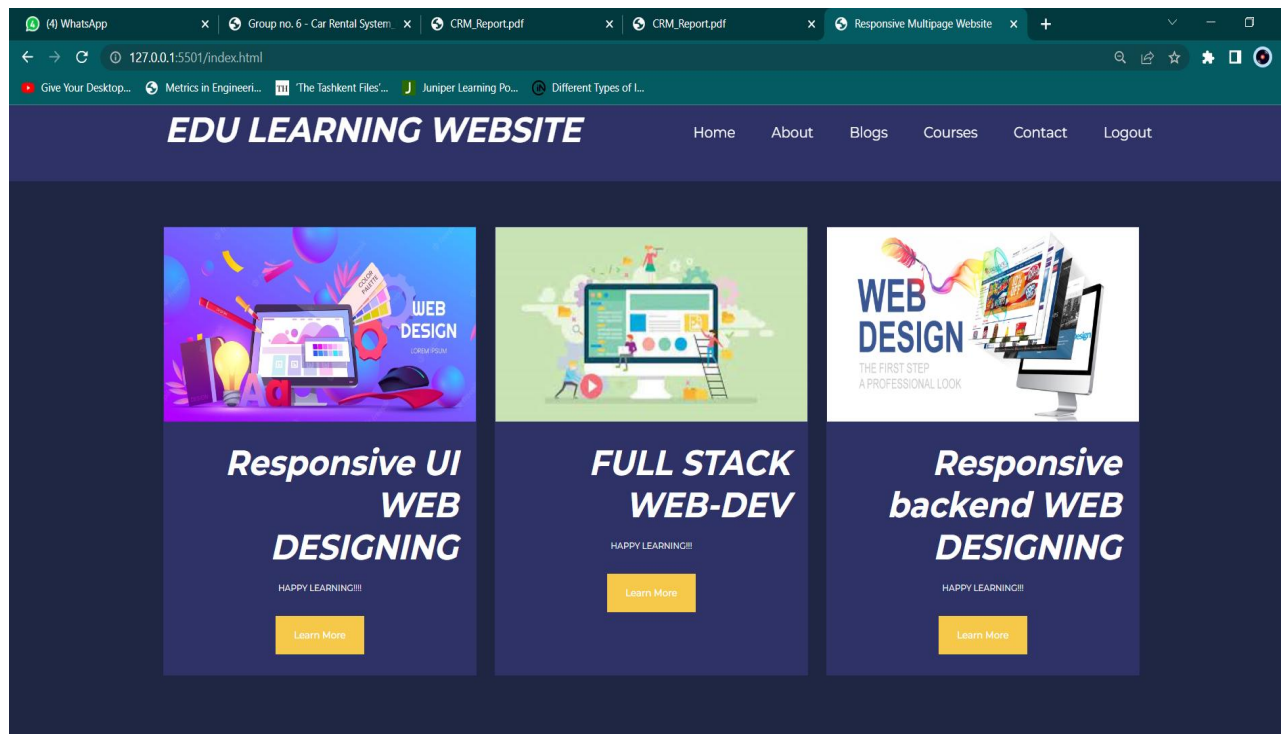 (4) WhatsApp
Group no. 6 - Car Rental System_
CRM_Report.pdf
CRM_Report.pdf
Responsive Multipage Website
127.0.0.1:5501/index.html
Give Your Desktop...
Metrics in Engineeri...
TH
'The Tashkent Files'...
J
Juniper Learning Po...
Different Types of I...
EDU LEARNING WEBSITE
Home
About
Blogs
Courses
Contact
Logout
COLOR
PALETTE
WEB
DESIGN
LOREM IPSUM
Aa
WEB
DESIGN
THE FIRST STEP
A PROFESSIONAL LOOK
Responsive UI
WEB
DESIGNING
HAPPY LEARNING!!!!
Learn More
FULL STACK
WEB-DEV
HAPPY LEARNING!!!
Learn More
Responsive
backend WEB
DESIGNING
HAPPY LEARNING!!!
Learn More